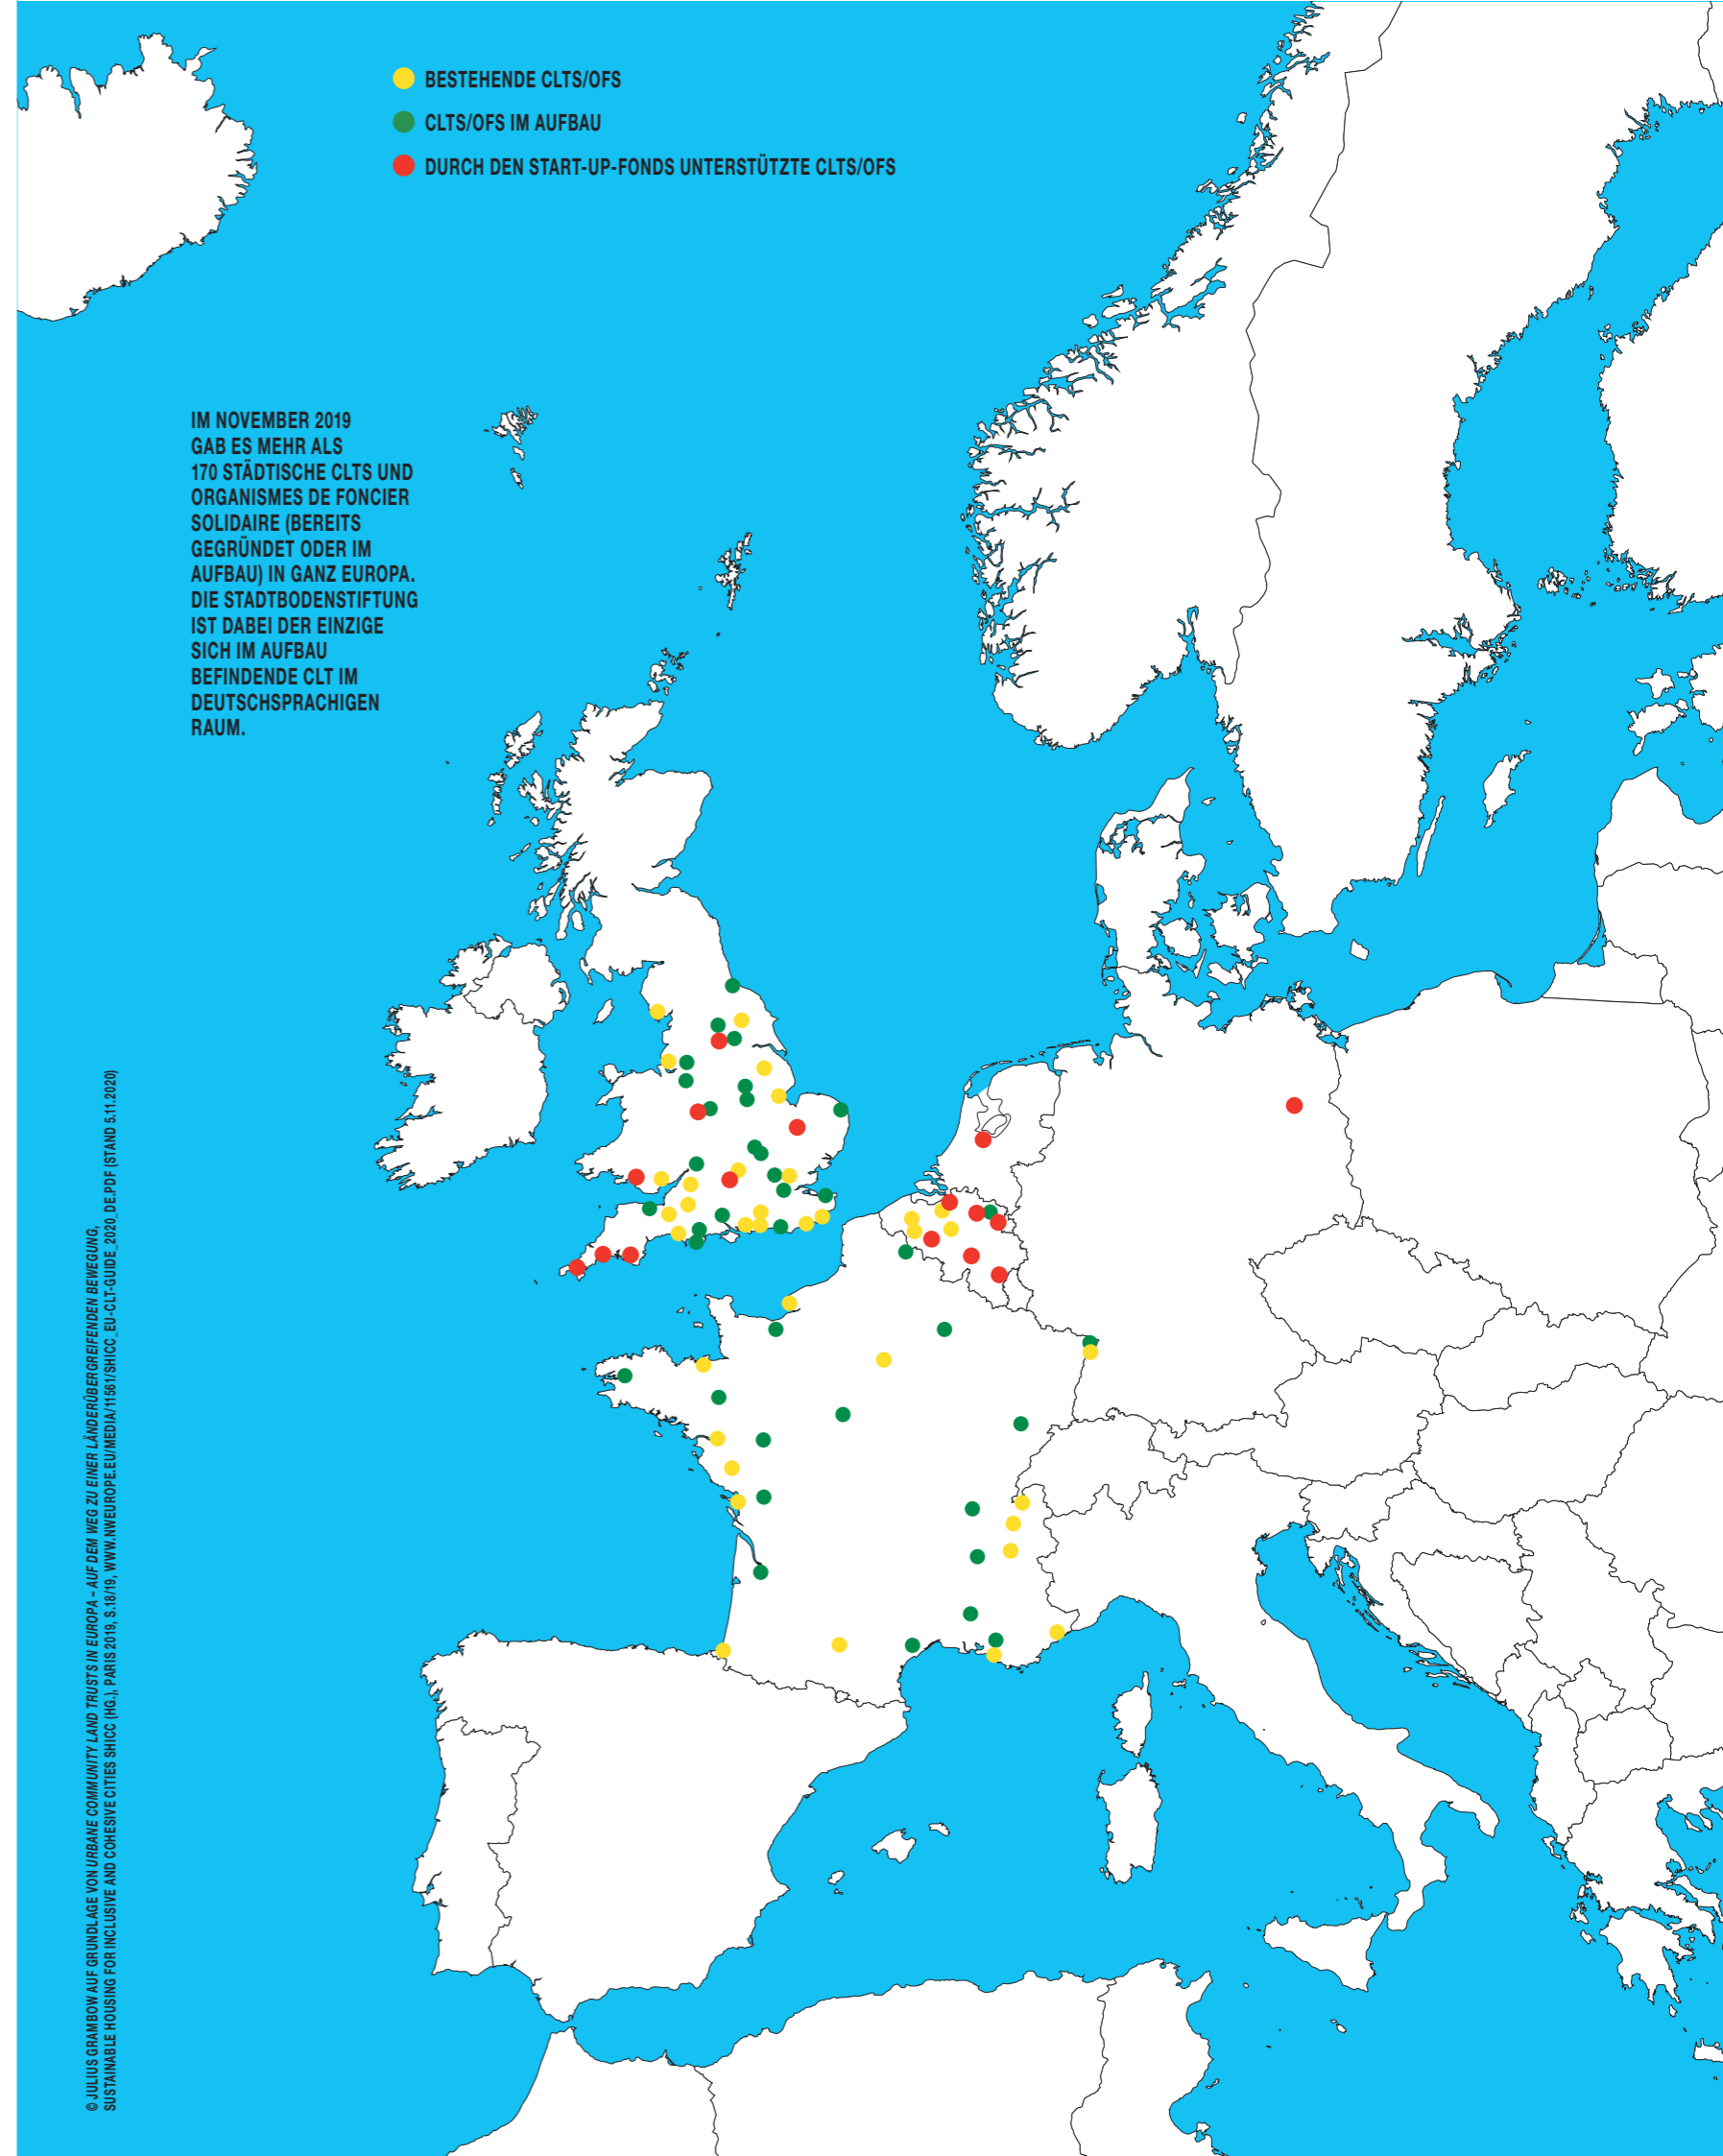 BESTEHENDE CLTS/OFS
CLTS/OFS IM AUFBAU
DURCH DEN START-UP-FONDS UNTERSTÜTZTE CLTS/OFS
IM NOVEMBER 2019
GAB ES MEHR ALS
170 STÄDTISCHE CLTS UND
ORGANISMES DE FONCIER
SOLIDAIRE (BEREITS
GEGRÜNDET ODER IM
AUFBAU) IN GANZ EUROPA.
DIE STADTBODENSTIFTUNG
IST DABEI DER EINZIGE
SICH IM AUFBAU
BEFINDENDE CLT IM
DEUTSCHSPRACHIGEN
RAUM.
© JULIUS GRAMBOW AUF GRUNDLAGE VON URBANE COMMUNITY LAND TRUSTS IN EUROPA – AUF DEM WEG ZU EINER LÄNDERÜBERGREIFENDEN BEWEGUNG,
SUSTAINABLE HOUSING FOR INCLUSIVE AND COHESIVE CITIES SHICC (HG.), PARIS 2019, S.18/19, WWW.NWEUROPE.EU/MEDIA/11561/SHICC_EU-CLT-GUIDE_2020_DE.PDF (STAND 5.11.2020)